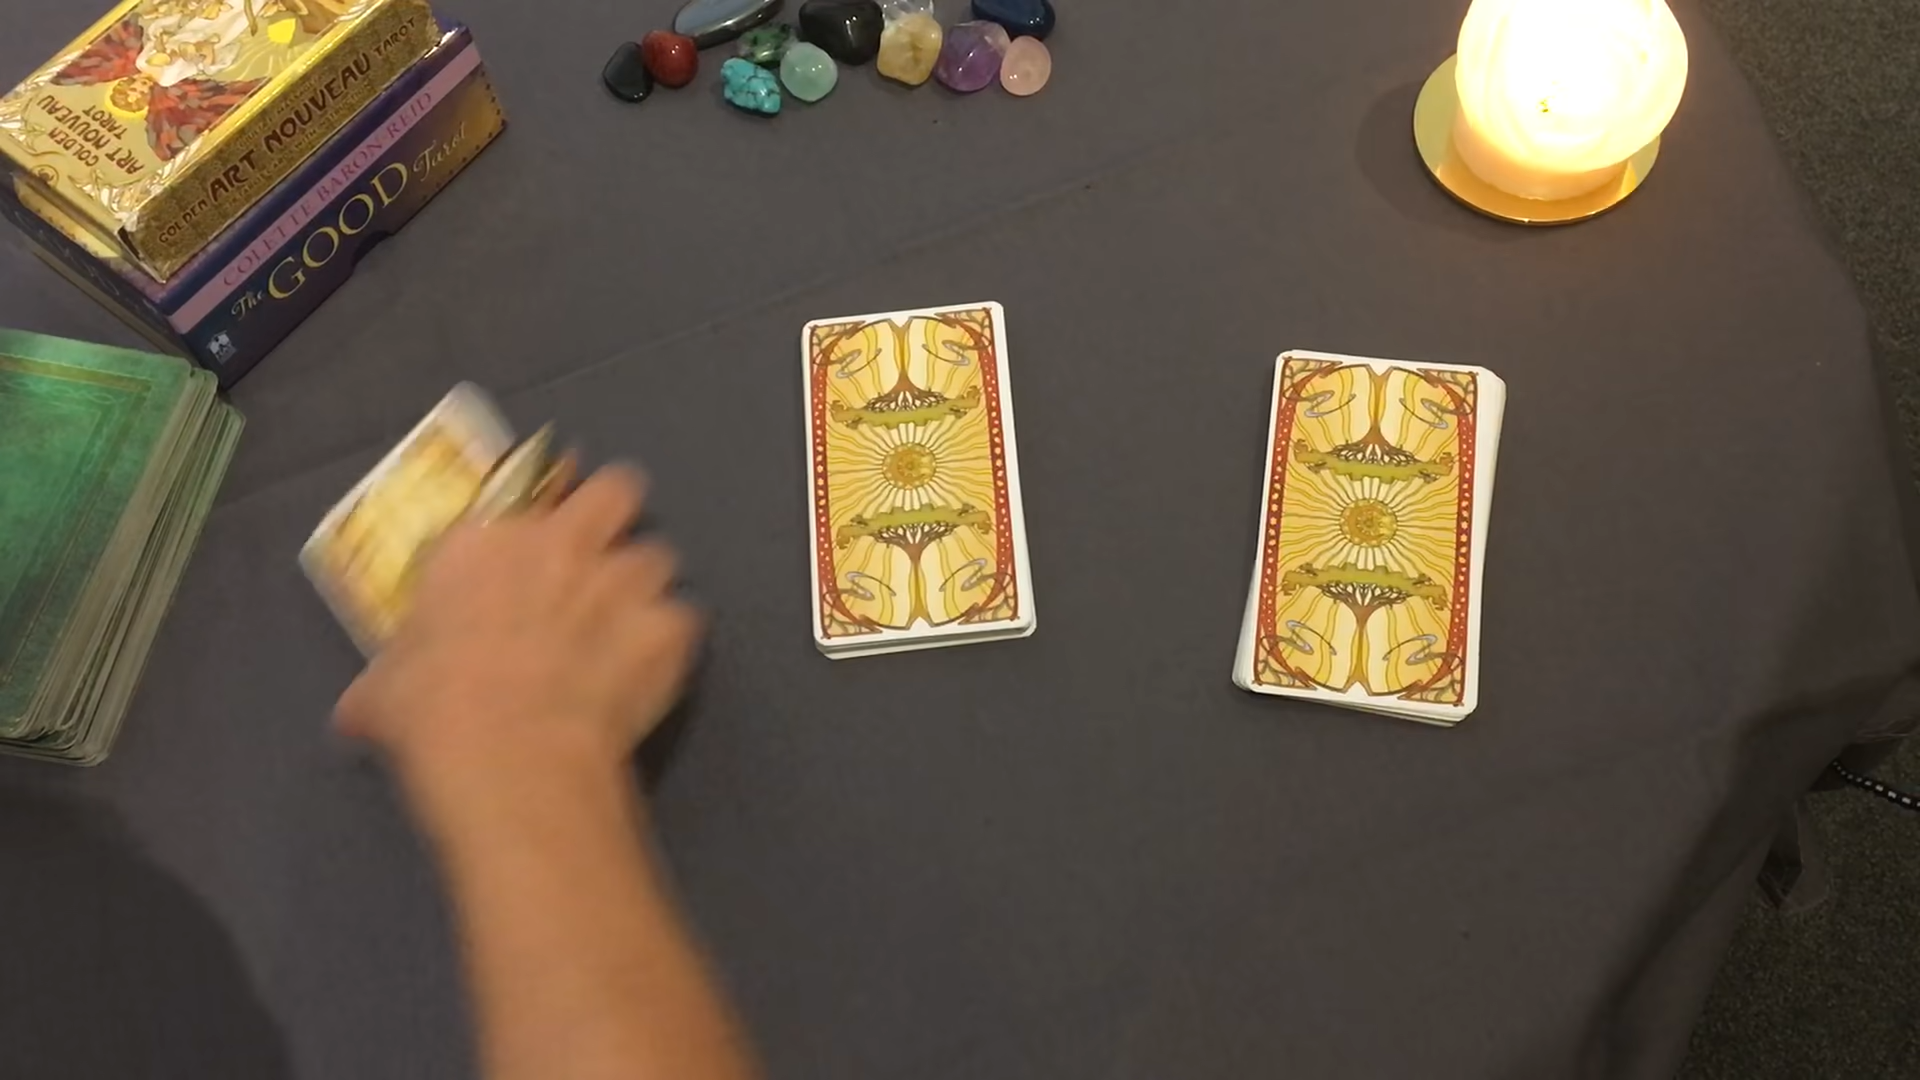 GOLDEN
ART NOUVEAU
TAROT
GOLDEN ART NOUVEAU TAROT
COLETTE BARON-REID
The GOOD Tarot